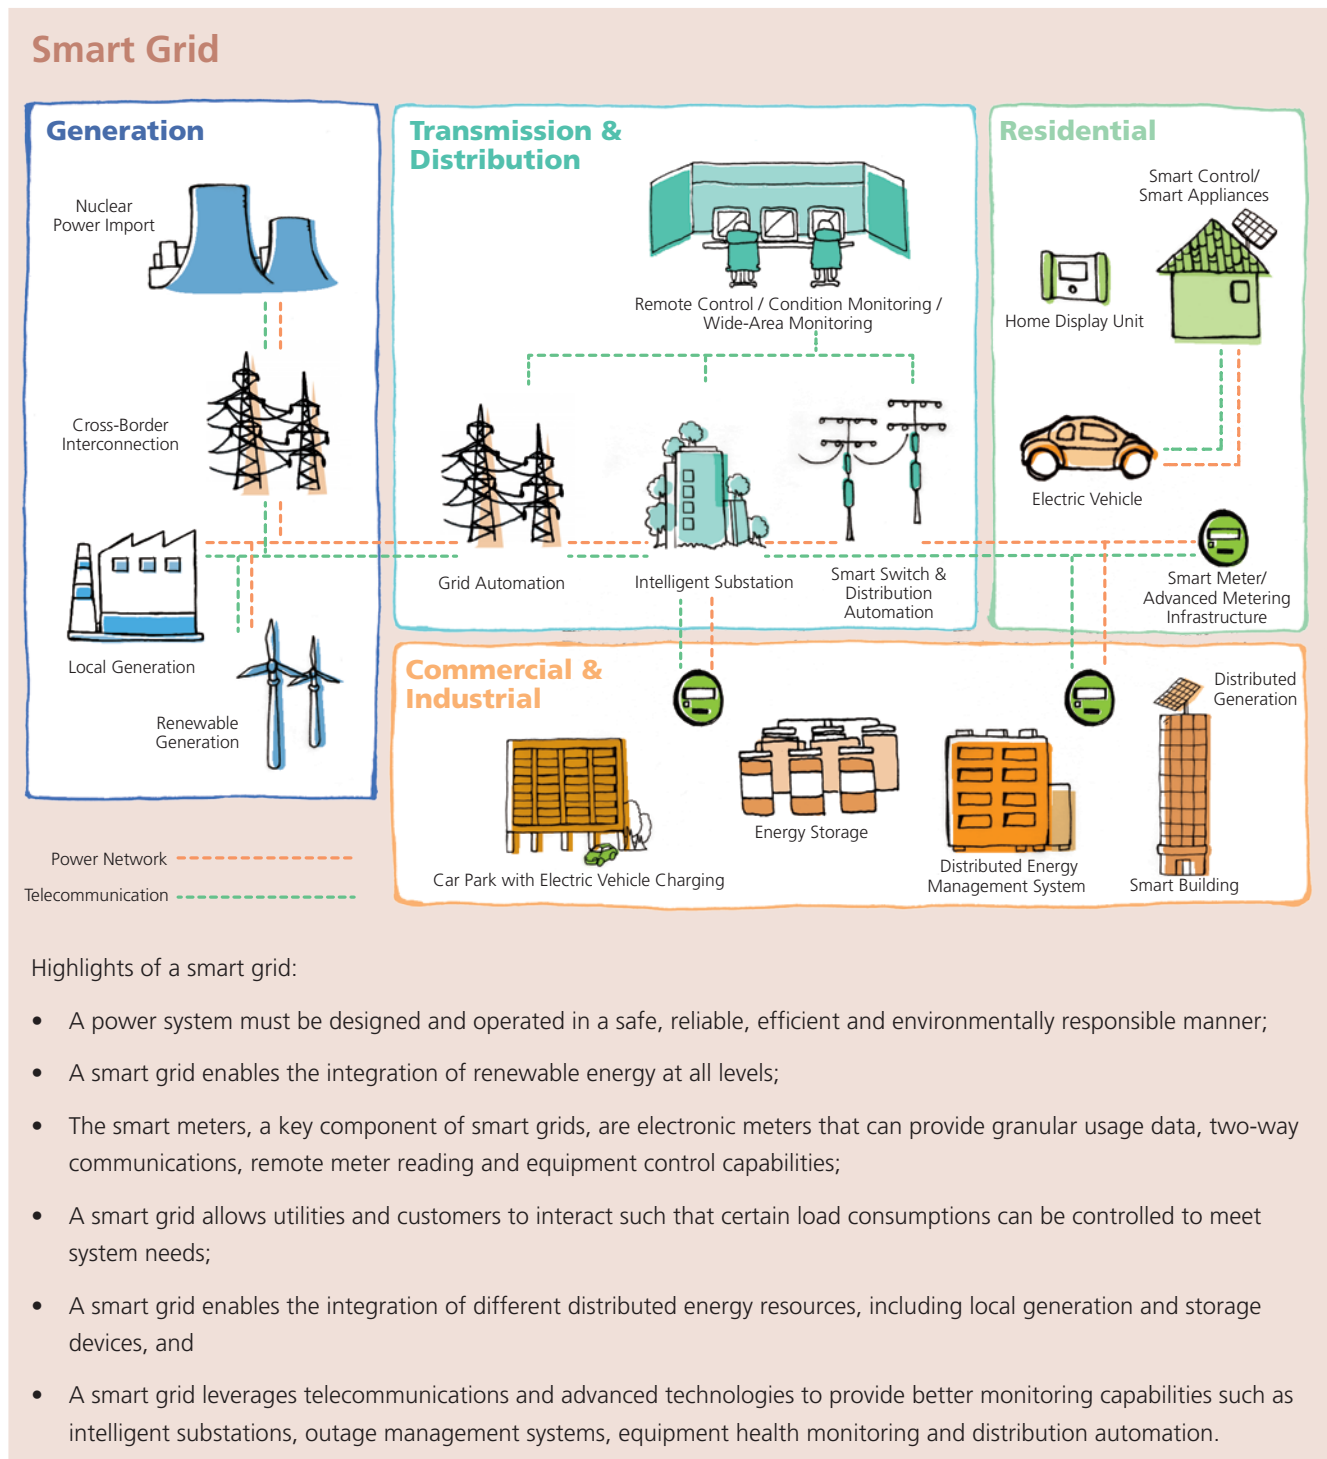 Smart Grid
Generation
Nuclear
Power Import
Cross-Border
Interconnection
Local Generation
Renewable
Generation
Transmission &
Distribution
Remote Control / Condition Monitoring /
Wide-Area Monitoring
Grid Automation
Intelligent Substation
Smart Switch &
Distribution
Automation
Residential
Smart Control/
Smart Appliances
Home Display Unit
Electric Vehicle
Smart Meter/
Advanced Metering
Infrastructure
Commercial &
Industrial
Car Park with Electric Vehicle Charging
Energy Storage
Distributed Energy
Management System
Distributed
Generation
Smart Building
Power Network
Telecommunication
Highlights of a smart grid:
• A power system must be designed and operated in a safe, reliable, efficient and environmentally responsible manner;
• A smart grid enables the integration of renewable energy at all levels;
• The smart meters, a key component of smart grids, are electronic meters that can provide granular usage data, two-way
communications, remote meter reading and equipment control capabilities;
• A smart grid allows utilities and customers to interact such that certain load consumptions can be controlled to meet
system needs;
• A smart grid enables the integration of different distributed energy resources, including local generation and storage
devices, and
• A smart grid leverages telecommunications and advanced technologies to provide better monitoring capabilities such as
intelligent substations, outage management systems, equipment health monitoring and distribution automation.